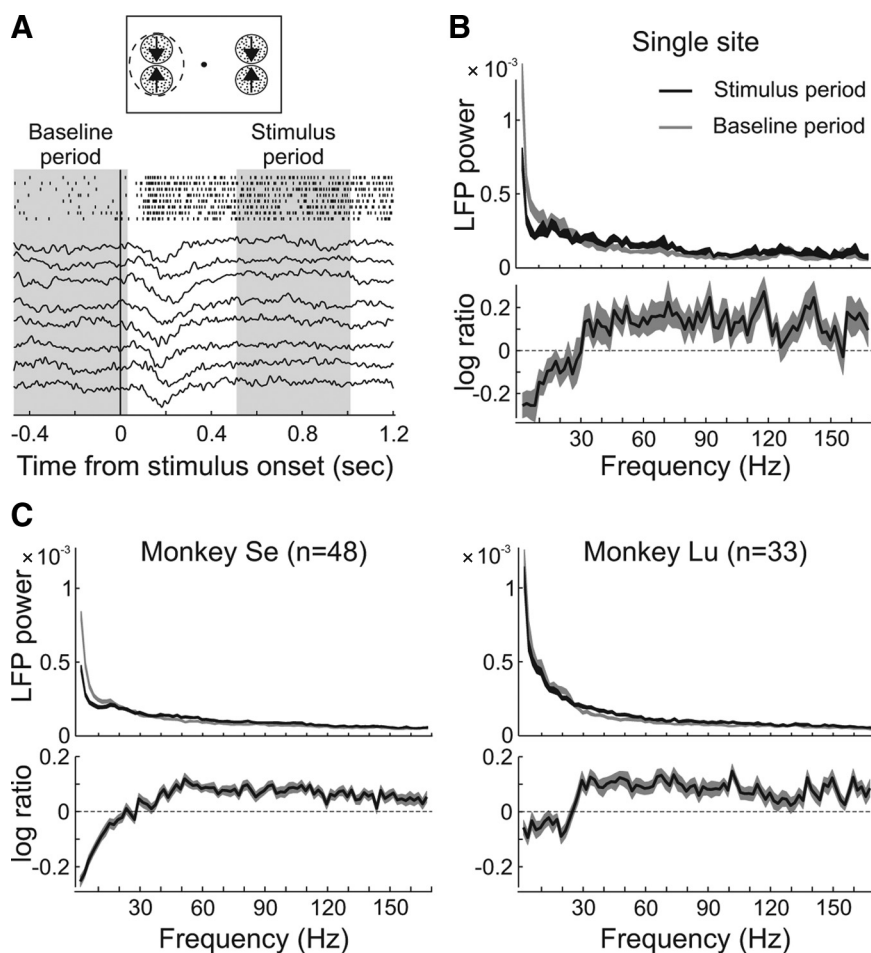 A
Baseline
period
Stimulus
period
-0.4
0
0.4
0.8
1.2
Time from stimulus onset (sec)
B
Single site
× 10-3
Stimulus period
Baseline period
LFP power
1
0.5
0
log ratio
0.2
0
-0.2
30
60
90
120
150
Frequency (Hz)
C
× 10-3
Monkey Se (n=48)
LFP power
1
0.5
0
log ratio
0.2
0
-0.2
30
60
90
120
150
Frequency (Hz)
× 10-3
Monkey Lu (n=33)
1
0.5
0
0.2
0
-0.2
30
60
90
120
150
Frequency (Hz)